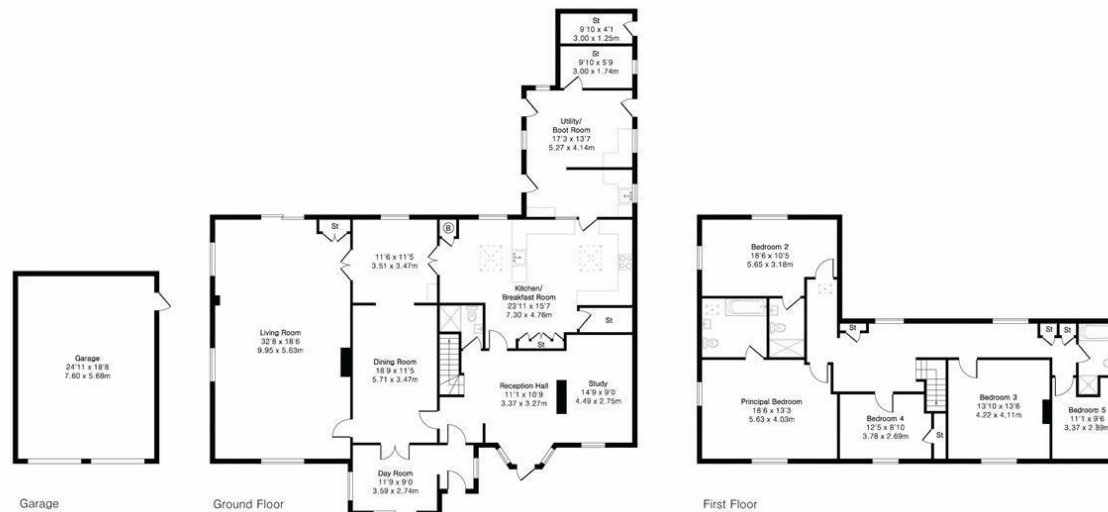 St
9'10 x 4'1
3.00 x 1.25m
St
9'10 x 5'9
3.00 x 1.74m
Utility/
Boot Room
17'3 x 13'7
5.27 x 4.14m
St
B
11'6 x 11'5
3.51 x 3.47m
Kitchen/
Breakfast Room
23'11 x 15'7
7.30 x 4.76m
St
St
Living Room
32'8 x 18'6
9.95 x 5.63m
Dining Room
18'9 x 11'5
5.71 x 3.47m
Reception Hall
11'1 x 10'9
3.37 x 3.27m
Study
14'9 x 9'0
4.49 x 2.75m
Day Room
11'9 x 9'0
3.59 x 2.74m
Garage
24'11 x 18'8
7.60 x 5.68m
Bedroom 2
18'6 x 10'5
5.65 x 3.18m
St
St
St
Principal Bedroom
18'6 x 13'3
5.63 x 4.03m
Bedroom 4
12'5 x 8'10
3.78 x 2.69m
St
Bedroom 3
13'10 x 13'6
4.22 x 4.11m
Bedroom 5
11'1 x 9'6
3.37 x 2.89m
Garage
Ground Floor
First Floor